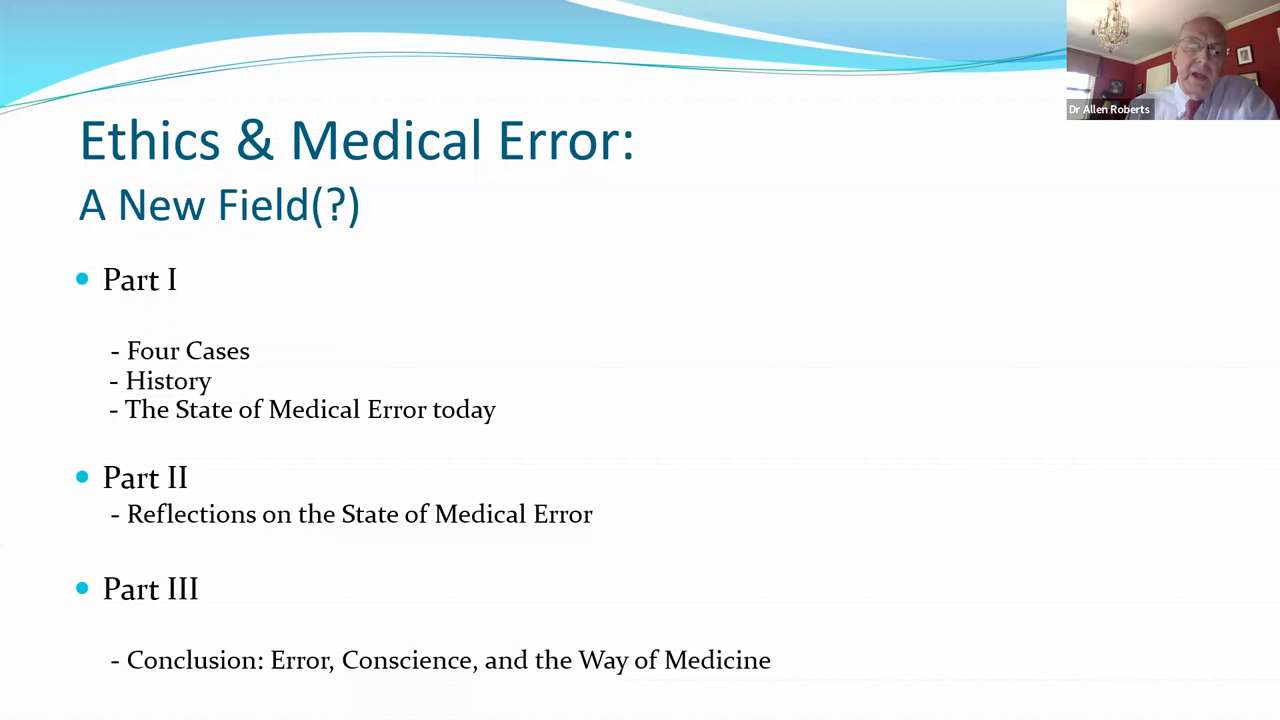 Dr Allen Roberts
Ethics & Medical Error:
A New Field(?)
• Part I
- Four Cases
- History
- The State of Medical Error today
• Part II
- Reflections on the State of Medical Error
• Part III
- Conclusion: Error, Conscience, and the Way of Medicine